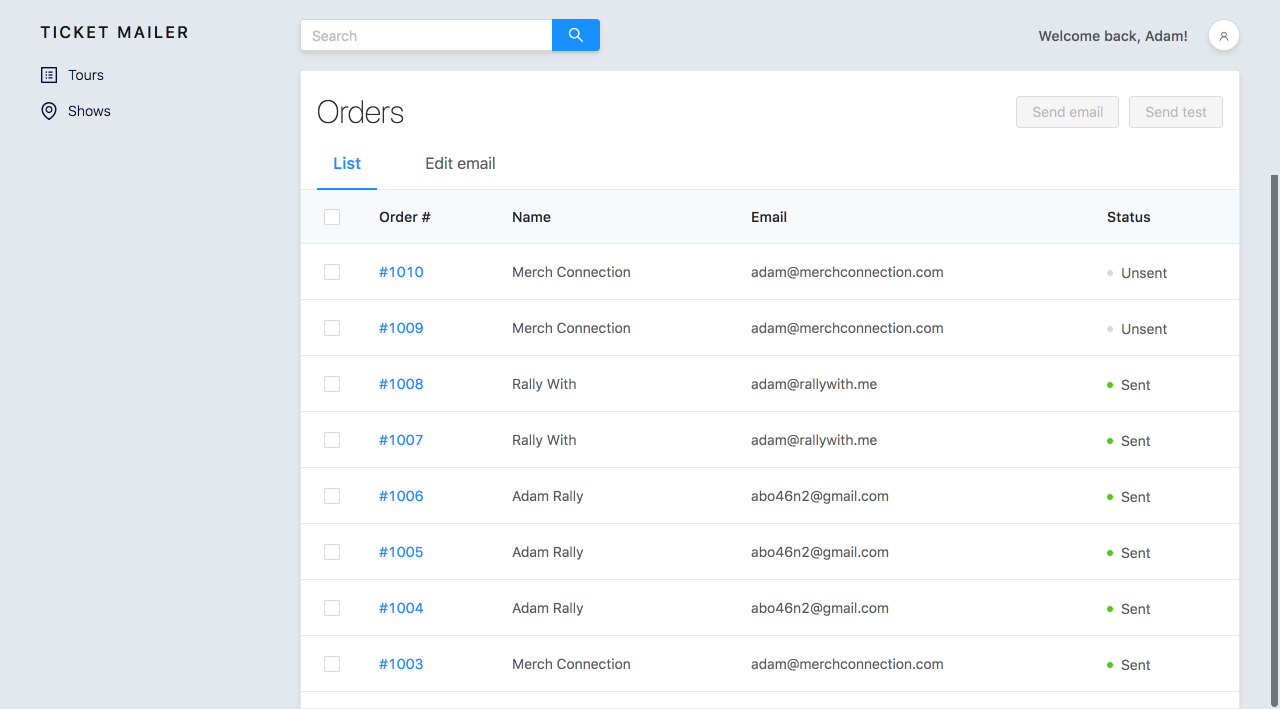 TICKET MAILER
Tours
Shows
Search
Welcome back, Adam!
Orders
Send email
Send test
List
Edit email
Order # Name Email Status
#1010 Merch Connection adam@merchconnection.com Unsent
#1009 Merch Connection adam@merchconnection.com Unsent
#1008 Rally With adam@rallywith.me Sent
#1007 Rally With adam@rallywith.me Sent
#1006 Adam Rally abo46n2@gmail.com Sent
#1005 Adam Rally abo46n2@gmail.com Sent
#1004 Adam Rally abo46n2@gmail.com Sent
#1003 Merch Connection adam@merchconnection.com Sent